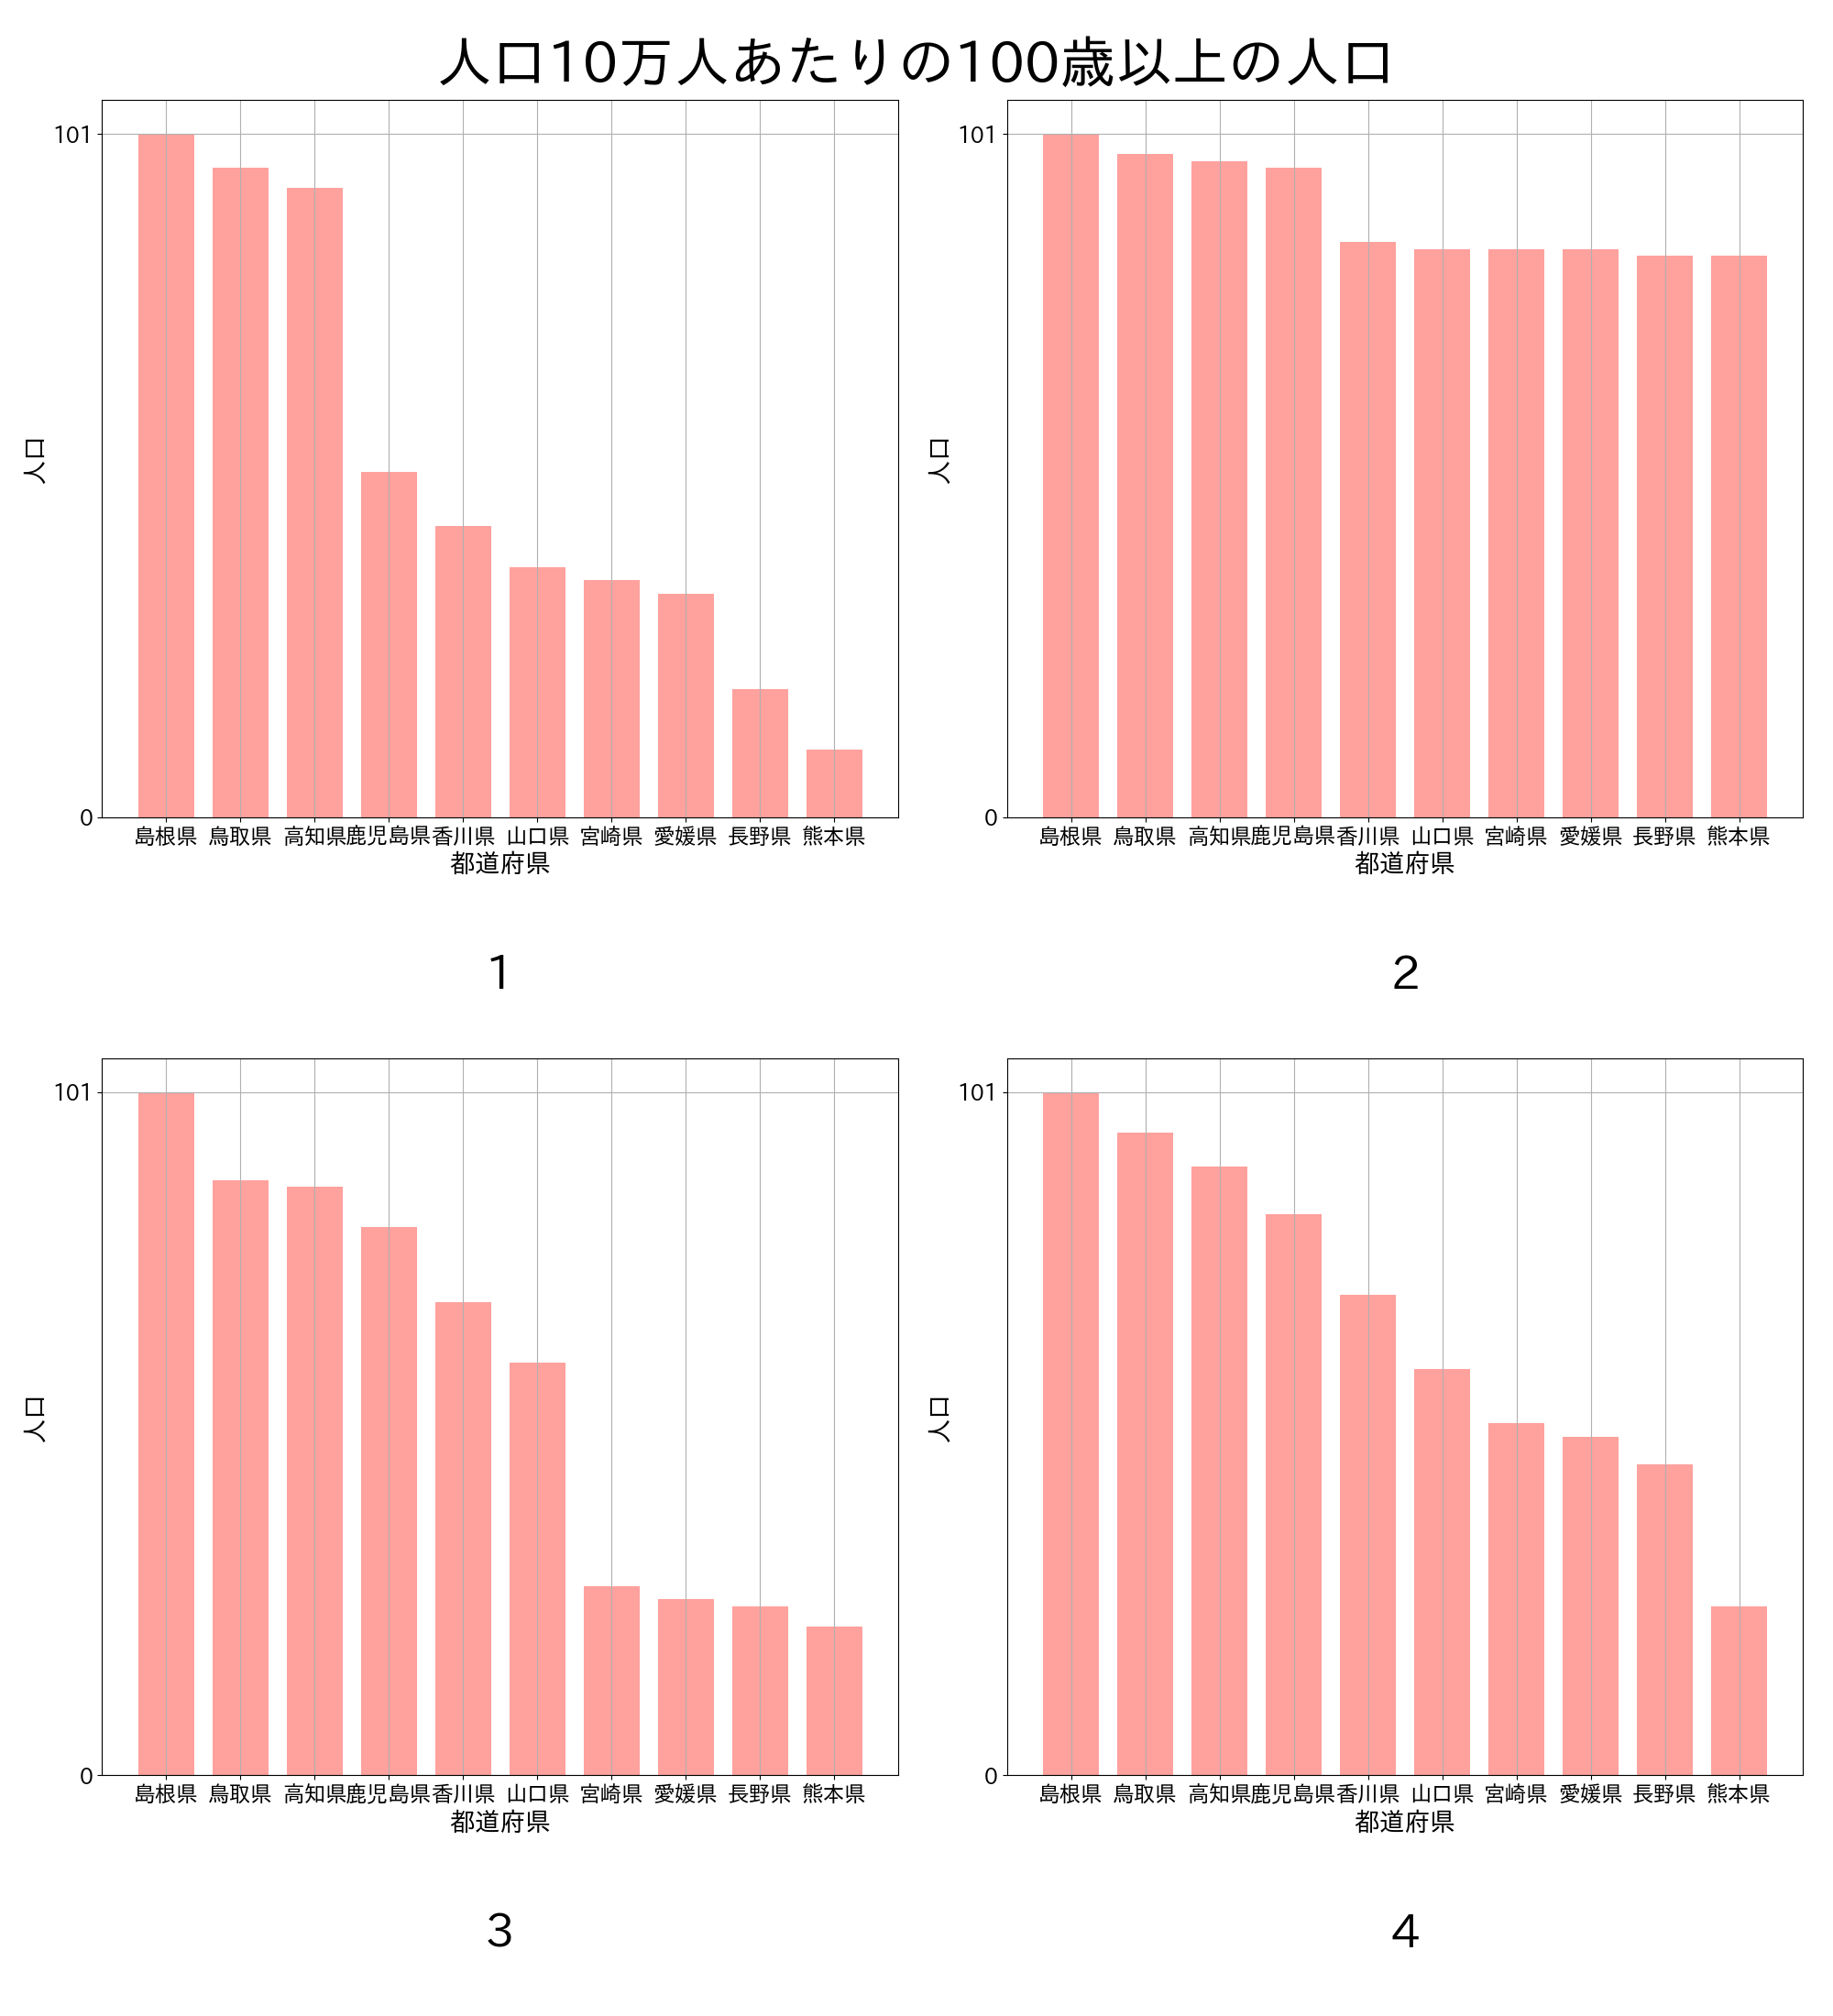 人口10万人あたりの100歳以上の人口
101
人口
0
島根県 鳥取県 高知県 鹿児島県 香川県 山口県 宮崎県 愛媛県 長野県 熊本県
都道府県
1
101
人口
0
島根県 鳥取県 高知県 鹿児島県 香川県 山口県 宮崎県 愛媛県 長野県 熊本県
都道府県
2
101
人口
0
島根県 鳥取県 高知県 鹿児島県 香川県 山口県 宮崎県 愛媛県 長野県 熊本県
都道府県
3
101
人口
0
島根県 鳥取県 高知県 鹿児島県 香川県 山口県 宮崎県 愛媛県 長野県 熊本県
都道府県
4